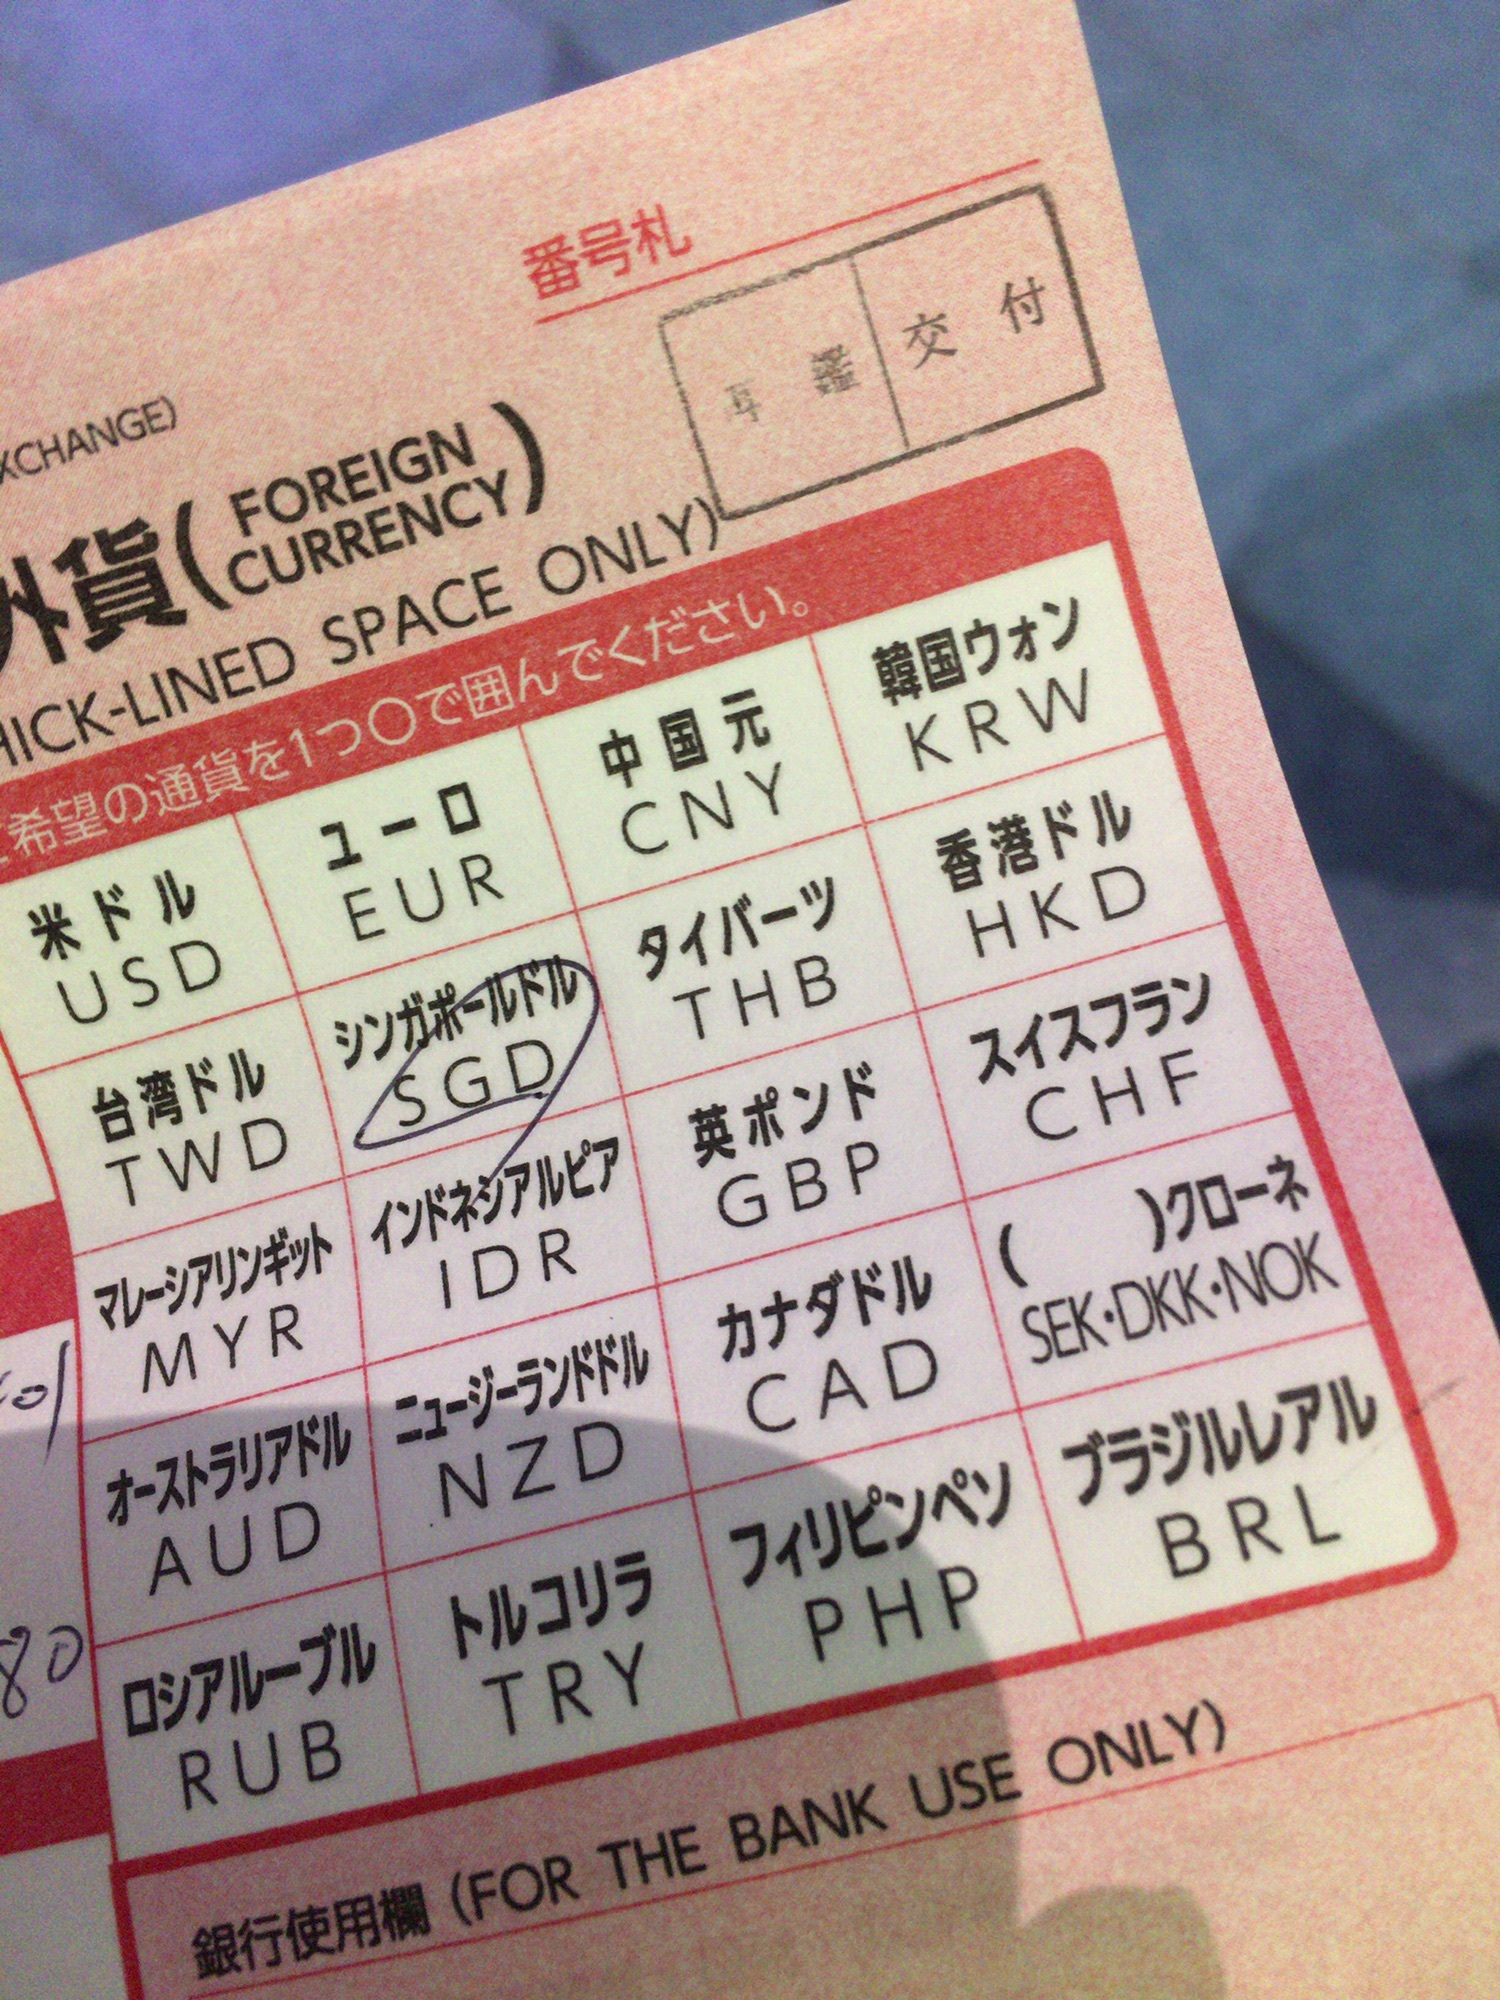 番号札
交付
XCHANGE)
外貨(FOREIGN
CURRENCY)
HICK-LINED SPACE ONLY)
希望の通貨を1つ〇で囲んでください。
米ドル
USD
ユーロ
EUR
中国元
CNY
韓国ウォン
KRW
台湾ドル
TWD
シンガポールドル
SGD
タイバーツ
THB
香港ドル
HKD
マレーシアリンギット
MYR
インドネシアルピア
IDR
英ポンド
GBP
スイスフラン
CHF
オーストラリアドル
AUD
ニュージーランドドル
NZD
カナダドル
CAD
( )クローネ
SEK・DKK・NOK
ロシアルーブル
RUB
トルコリラ
TRY
フィリピンペソ
PHP
ブラジルレアル
BRL
80
銀行使用欄 (FOR THE BANK USE ONLY)